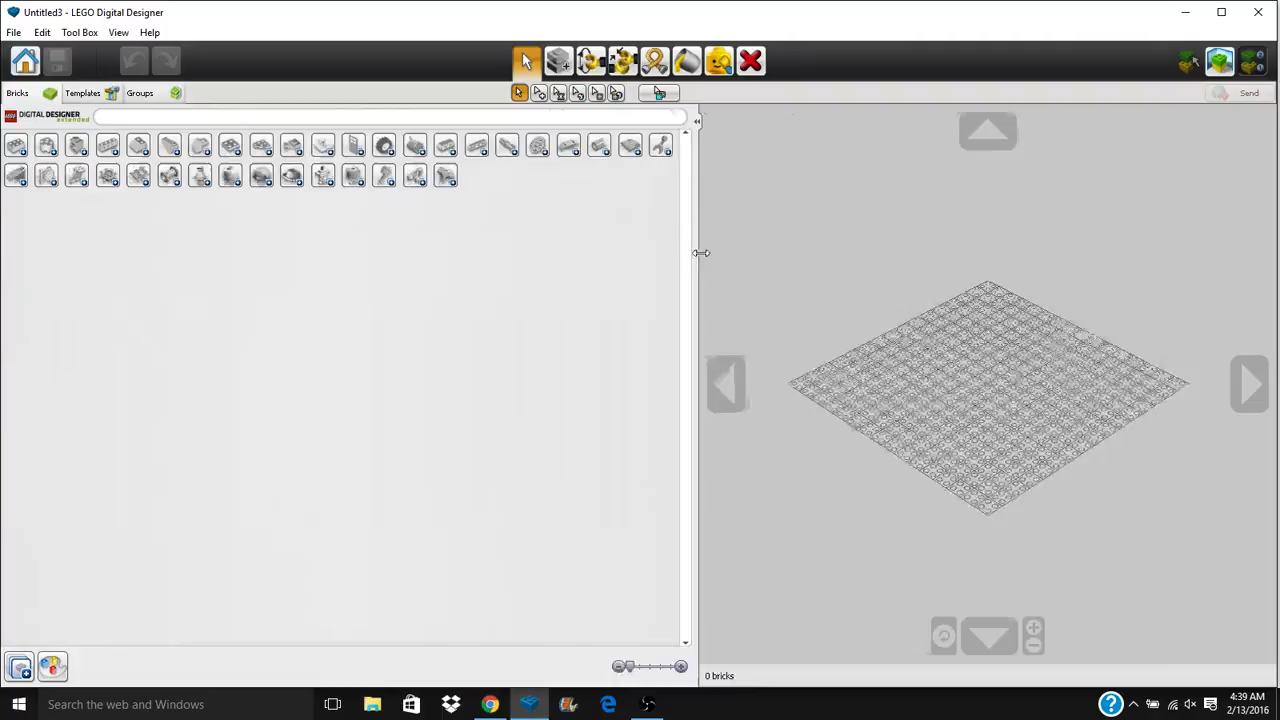 Untitled3 - LEGO Digital Designer
File Edit Tool Box View Help
Bricks Templates Groups
Send
LEGO DIGITAL DESIGNER
extended
0 bricks
Search the web and Windows
4:39 AM
2/13/2016